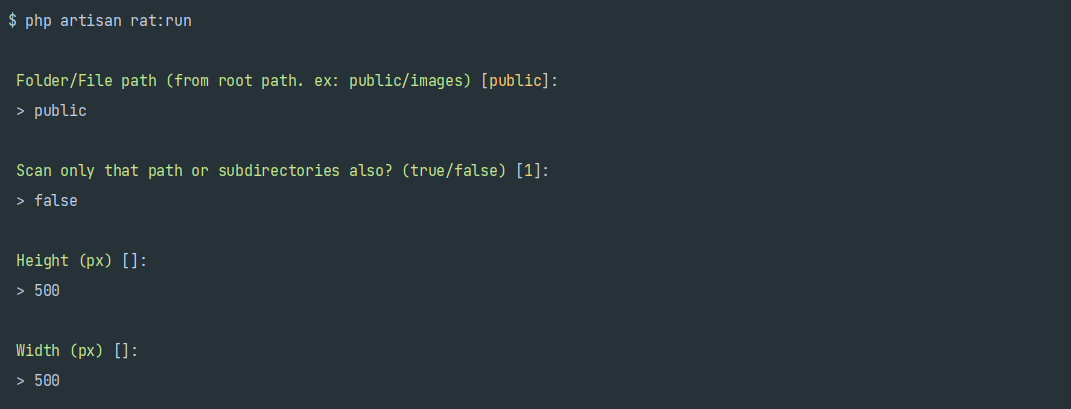 $ php artisan rat:run
Folder/File path (from root path. ex: public/images) [public]:
> public
Scan only that path or subdirectories also? (true/false) [1]:
> false
Height (px) []:
> 500
Width (px) []:
> 500